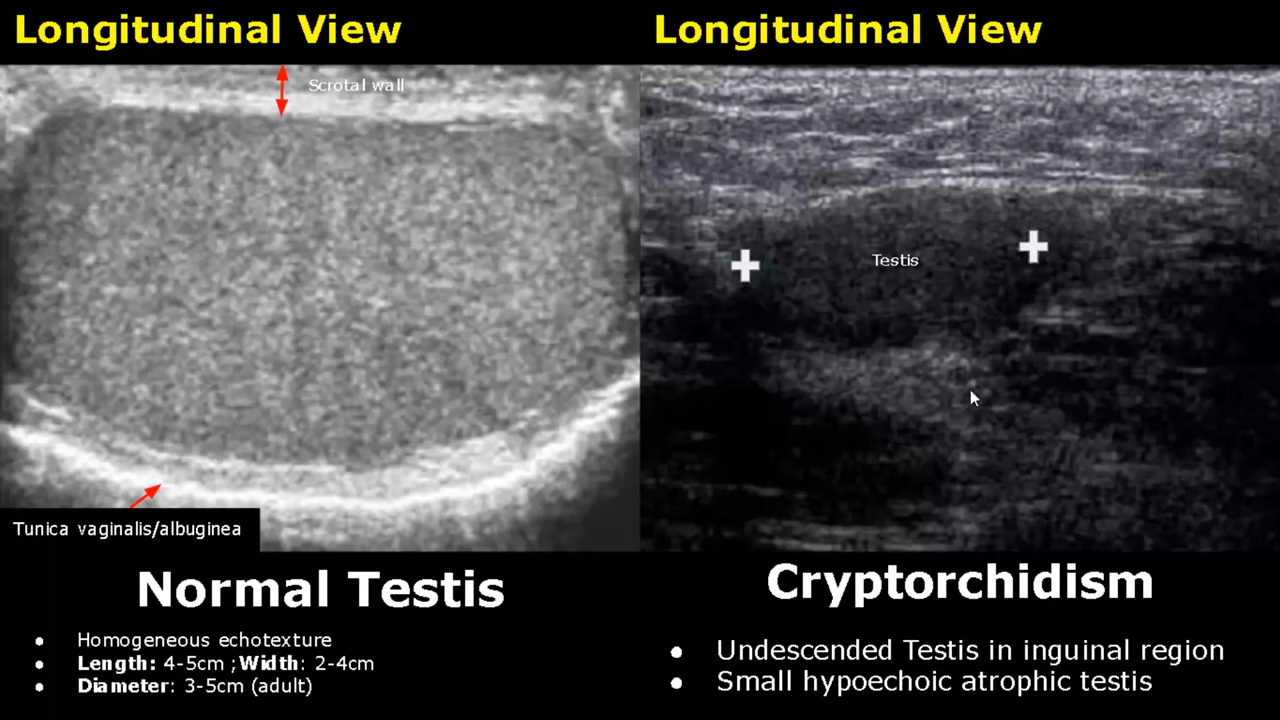 Longitudinal View
Scrotal wall
Tunica vaginalis/albuginea
Normal Testis
• Homogeneous echotexture
• Length: 4-5cm ;Width: 2-4cm
• Diameter: 3-5cm (adult)
Longitudinal View
Testis
Cryptorchidism
• Undescended Testis in inguinal region
• Small hypoechoic atrophic testis